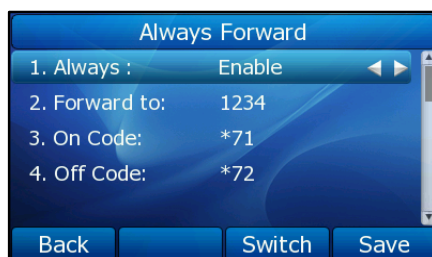 Always Forward
1. Always : Enable
2. Forward to: 1234
3. On Code: *71
4. Off Code: *72
Back Switch Save